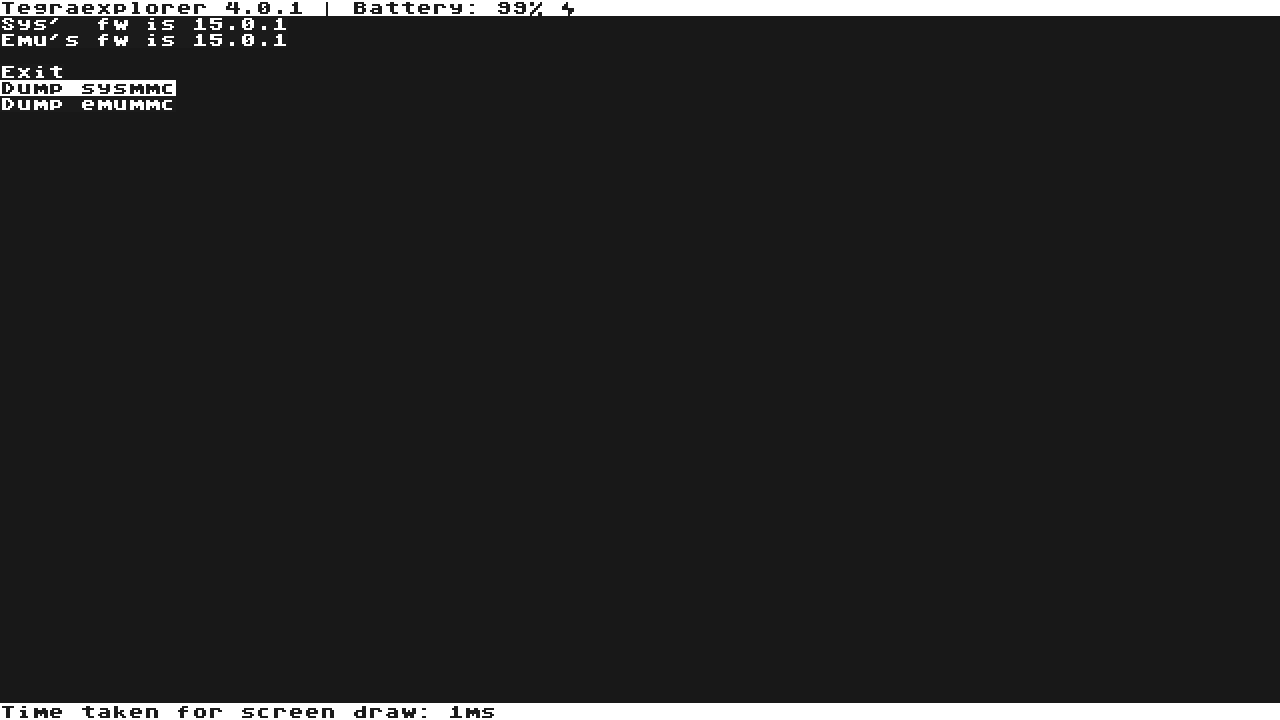 Tegraexplorer 4.0.1 | Battery: 99%
Sys'  fw is 15.0.1
Emu's fw is 15.0.1
Exit
Dump sysmmc
Dump emummc
Time taken for screen draw: 1ms